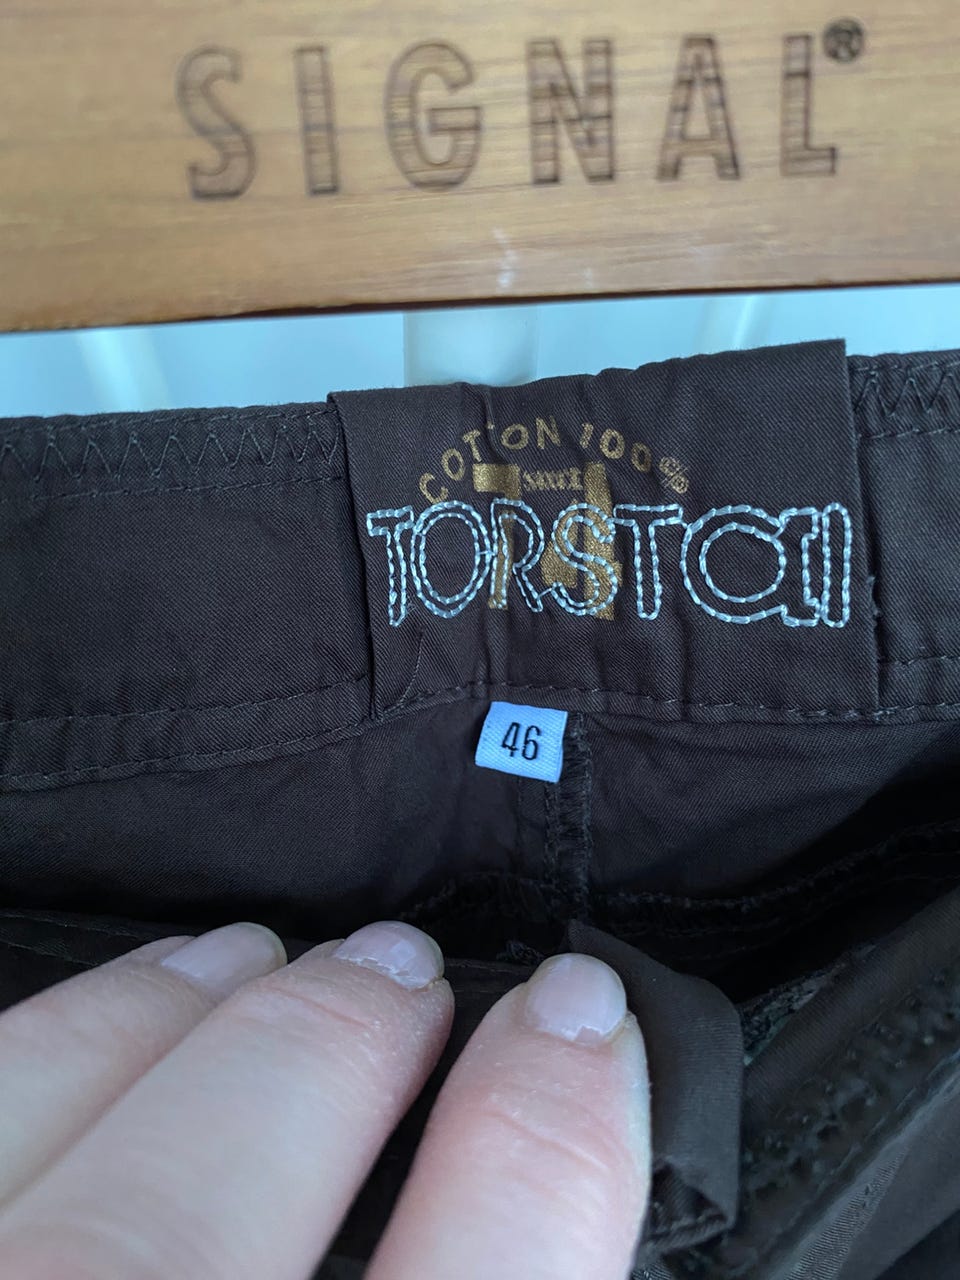 SIGNAL®
COTTON 100%
TORSTAI
46